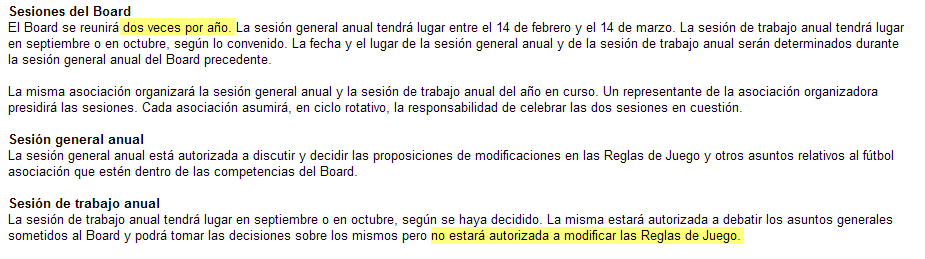 Sesiones del Board
El Board se reunirá dos veces por año. La sesión general anual tendrá lugar entre el 14 de febrero y el 14 de marzo. La sesión de trabajo anual tendrá lugar
en septiembre o en octubre, según lo convenido. La fecha y el lugar de la sesión general anual y de la sesión de trabajo anual serán determinados durante
la sesión general anual del Board precedente.
La misma asociación organizará la sesión general anual y la sesión de trabajo anual del año en curso. Un representante de la asociación organizadora
presidirá las sesiones. Cada asociación asumirá, en ciclo rotativo, la responsabilidad de celebrar las dos sesiones en cuestión.
Sesión general anual
La sesión general anual está autorizada a discutir y decidir las proposiciones de modificaciones en las Reglas de Juego y otros asuntos relativos al fútbol
asociación que estén dentro de las competencias del Board.
Sesión de trabajo anual
La sesión de trabajo anual tendrá lugar en septiembre o en octubre, según se haya decidido. La misma estará autorizada a debatir los asuntos generales
sometidos al Board y podrá tomar las decisiones sobre los mismos pero no estará autorizada a modificar las Reglas de Juego.